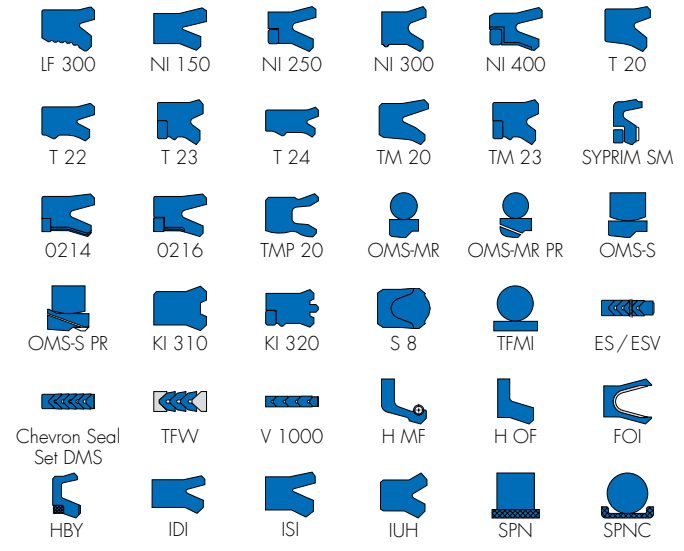 LF 300 NI 150 NI 250 NI 300 NI 400 T 20
T 22 T 23 T 24 TM 20 TM 23 SYPRIM SM
0214 0216 TMP 20 OMS-MR OMS-MR PR OMS-S
OMS-S PR KI 310 KI 320 S 8 TFMI ES / ESV
Chevron Seal TFW V 1000 H MF H OF FOI
Set DMS
HBY IDI ISI IUH SPN SPNC